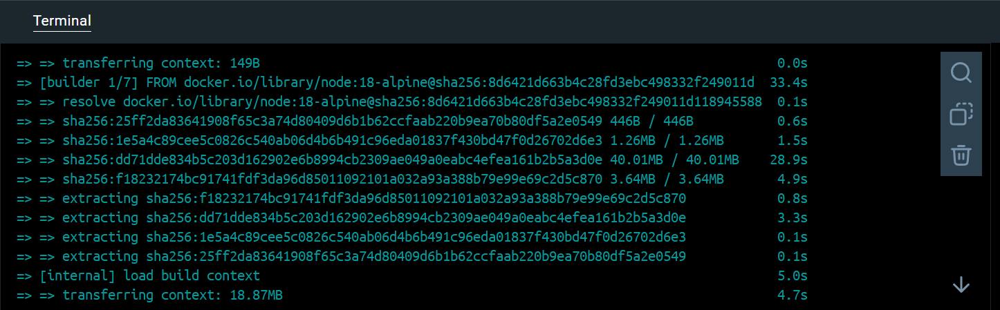 Terminal
=> => transferring context: 149B 0.0s
=> [builder 1/7] FROM docker.io/library/node:18-alpine@sha256:8d6421d663b4c28fd3ebc498332f249011d 33.4s
=> => resolve docker.io/library/node:18-alpine@sha256:8d6421d663b4c28fd3ebc498332f249011d118945588 0.1s
=> => sha256:25ff2da83641908f65c3a74d80409d6b1b62ccfaab220b9ea70b80df5a2e0549 446B / 446B 0.6s
=> => sha256:1e5a4c89cee5c0826c540ab06d4b6b491c96eda01837f430bd47f0d26702d6e3 1.26MB / 1.26MB 1.5s
=> => sha256:dd71dde834b5c203d162902e6b8994cb2309ae049a0eabc4efea161b2b5a3d0e 40.01MB / 40.01MB 28.9s
=> => sha256:f18232174bc91741fdf3da96d85011092101a032a93a388b79e99e69c2d5c870 3.64MB / 3.64MB 4.9s
=> => extracting sha256:f18232174bc91741fdf3da96d85011092101a032a93a388b79e99e69c2d5c870 0.8s
=> => extracting sha256:dd71dde834b5c203d162902e6b8994cb2309ae049a0eabc4efea161b2b5a3d0e 3.3s
=> => extracting sha256:1e5a4c89cee5c0826c540ab06d4b6b491c96eda01837f430bd47f0d26702d6e3 0.1s
=> => extracting sha256:25ff2da83641908f65c3a74d80409d6b1b62ccfaab220b9ea70b80df5a2e0549 0.1s
=> [internal] load build context 5.0s
=> => transferring context: 18.87MB 4.7s